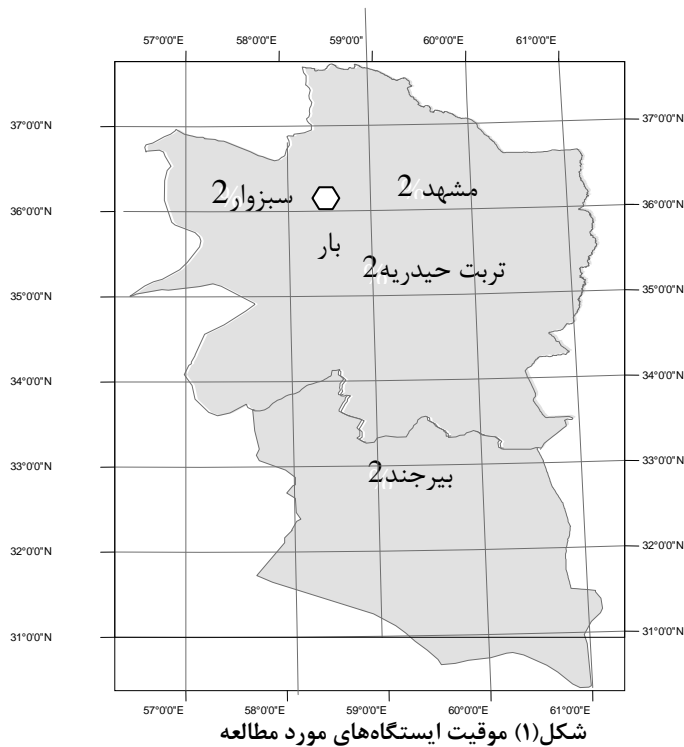 57°0'0"E 58°0'0"E 59°0'0"E 60°0'0"E 61°0'0"E
37°0'0"N 37°0'0"N
مشهد 2
سبزوار2
36°0'0"N 36°0'0"N
بار
تربت حیدریه2
35°0'0"N 35°0'0"N
34°0'0"N 34°0'0"N
33°0'0"N 33°0'0"N
بیرجند2
32°0'0"N 32°0'0"N
31°0'0"N 31°0'0"N
57°0'0"E 58°0'0"E 59°0'0"E 60°0'0"E 61°0'0"E
شکل(۱) موقیت ایستگاه‌های مورد مطالعه